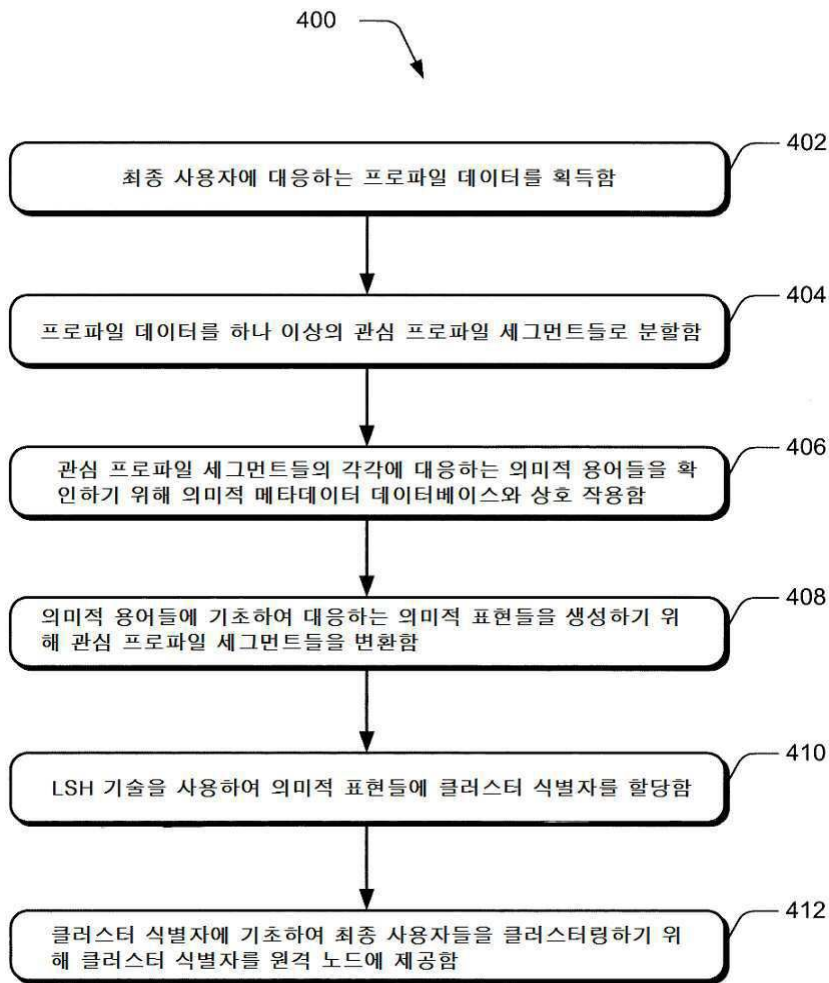 400
402
최종 사용자에 대응하는 프로파일 데이터를 획득함
404
프로파일 데이터를 하나 이상의 관심 프로파일 세그먼트들로 분할함
406
관심 프로파일 세그먼트들의 각각에 대응하는 의미적 용어들을 확
인하기 위해 의미적 메타데이터 데이터베이스와 상호 작용함
408
의미적 용어들에 기초하여 대응하는 의미적 표현들을 생성하기 위
해 관심 프로파일 세그먼트들을 변환함
410
LSH 기술을 사용하여 의미적 표현들에 클러스터 식별자를 할당함
412
클러스터 식별자에 기초하여 최종 사용자들을 클러스터링하기 위
해 클러스터 식별자를 원격 노드에 제공함